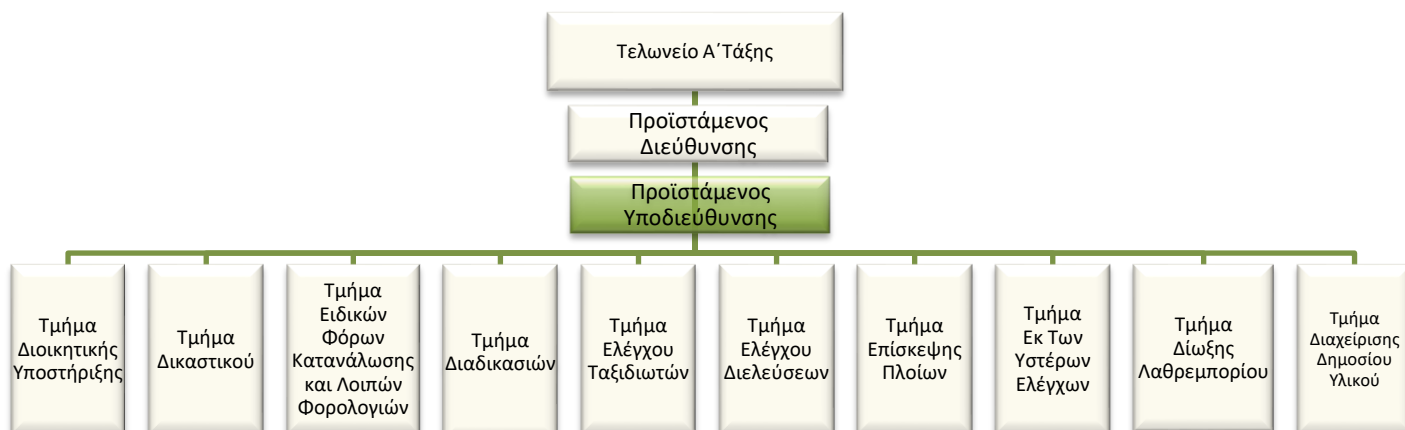 Τελωνείο Α΄Τάξης
Προϊστάμενος
Διεύθυνσης
Προϊστάμενος
Υποδιεύθυνσης
Τμήμα
Διοικητικής
Υποστήριξης
Τμήμα
Δικαστικού
Τμήμα
Ειδικών
Φόρων
Κατανάλωσης
και Λοιπών
Φορολογιών
Τμήμα
Διαδικασιών
Τμήμα
Ελέγχου
Ταξιδιωτών
Τμήμα
Ελέγχου
Διελεύσεων
Τμήμα
Επίσκεψης
Πλοίων
Τμήμα
Εκ Των
Υστέρων
Ελέγχων
Τμήμα
Δίωξης
Λαθρεμπορίου
Τμήμα
Διαχείρισης
Δημοσίου
Υλικού